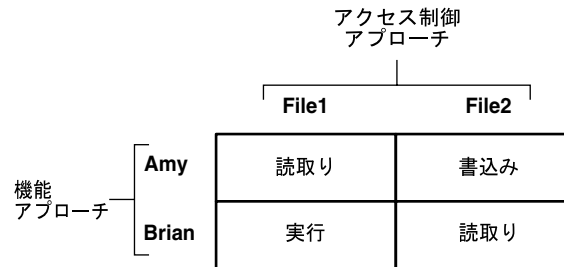 アクセス制御
アプローチ
File1 File2
Amy 読取り 書込み
機能
アプローチ
Brian 実行 読取り